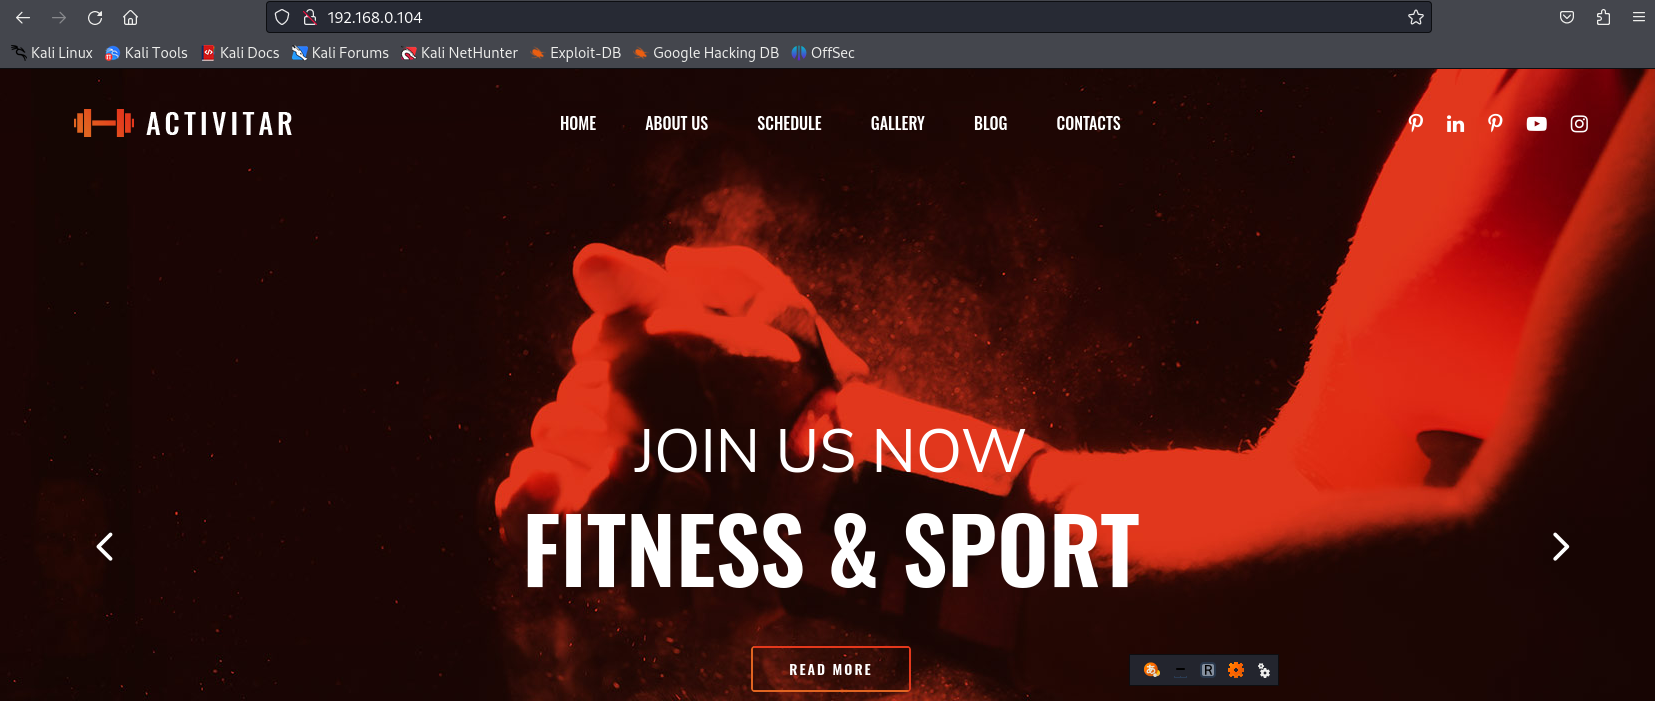 192.168.0.104
Kali Linux Kali Tools Kali Docs Kali Forums Kali NetHunter Exploit-DB Google Hacking DB OffSec
ACTIVITAR HOME ABOUT US SCHEDULE GALLERY BLOG CONTACTS
JOIN US NOW
FITNESS & SPORT
READ MORE